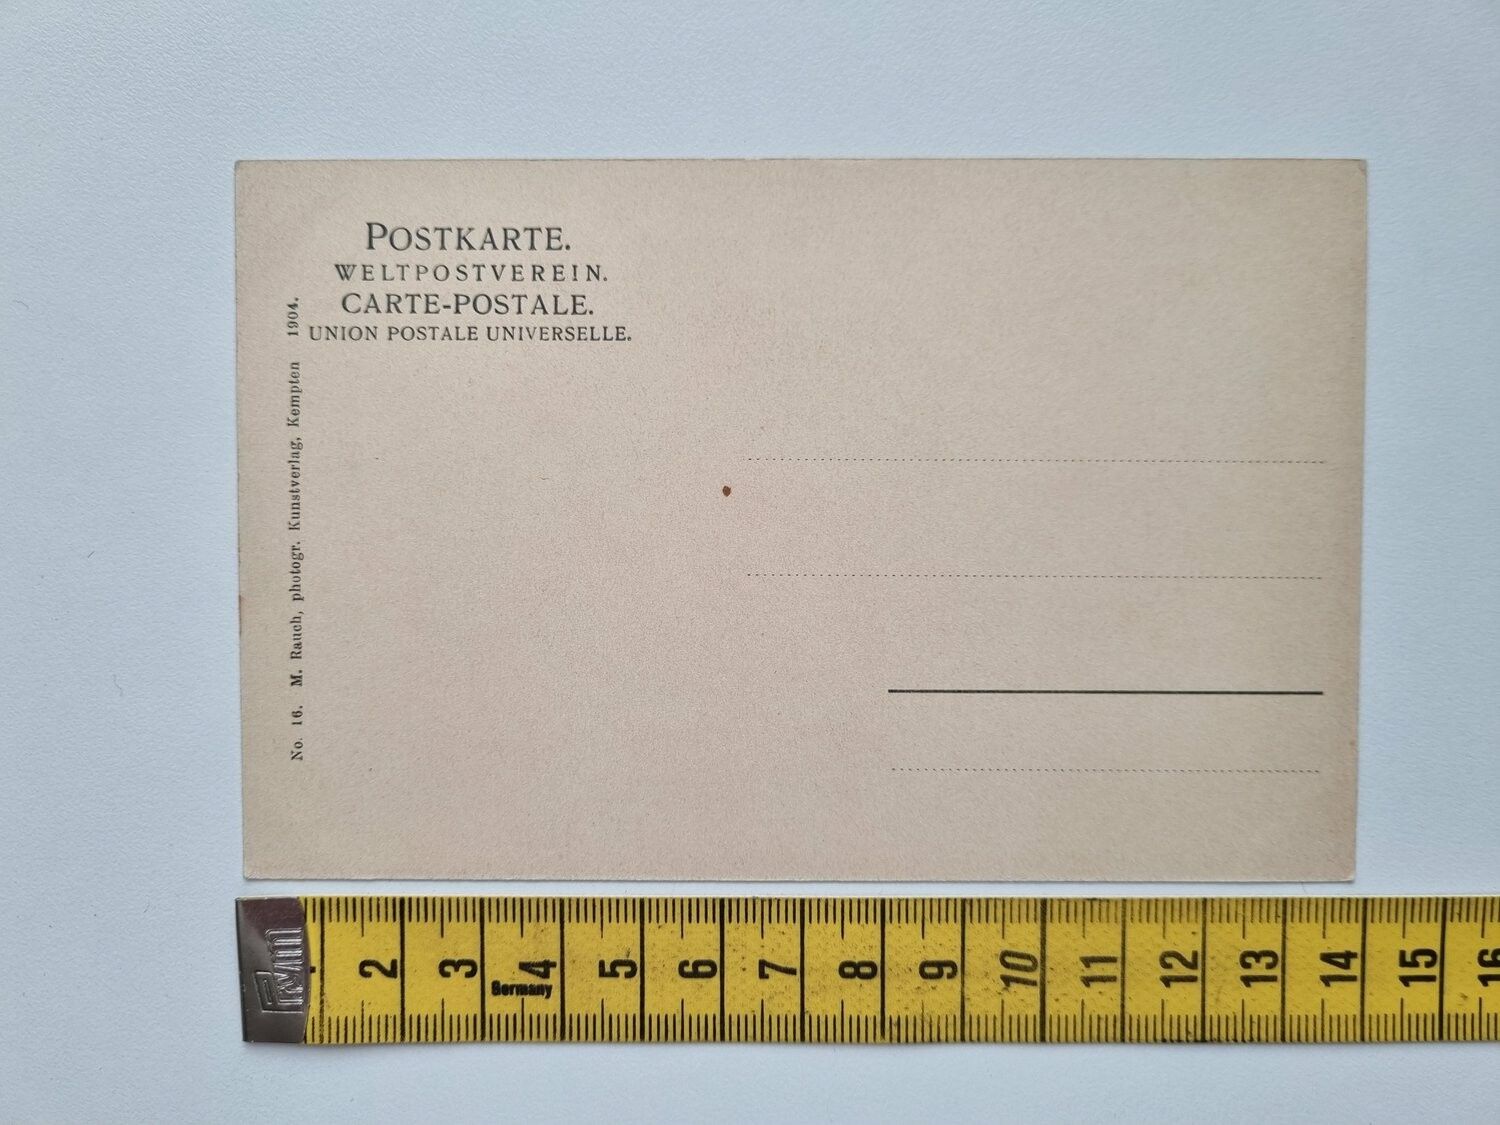 POSTKARTE.
WELTPOSTVEREIN.
CARTE-POSTALE.
UNION POSTALE UNIVERSELLE.
No. 16. M. Rauch, photogr. Kunstverlag, Kempten 1904.
2 3 4 5 6 7 8 9 10 11 12 13 14 15 16
Germany